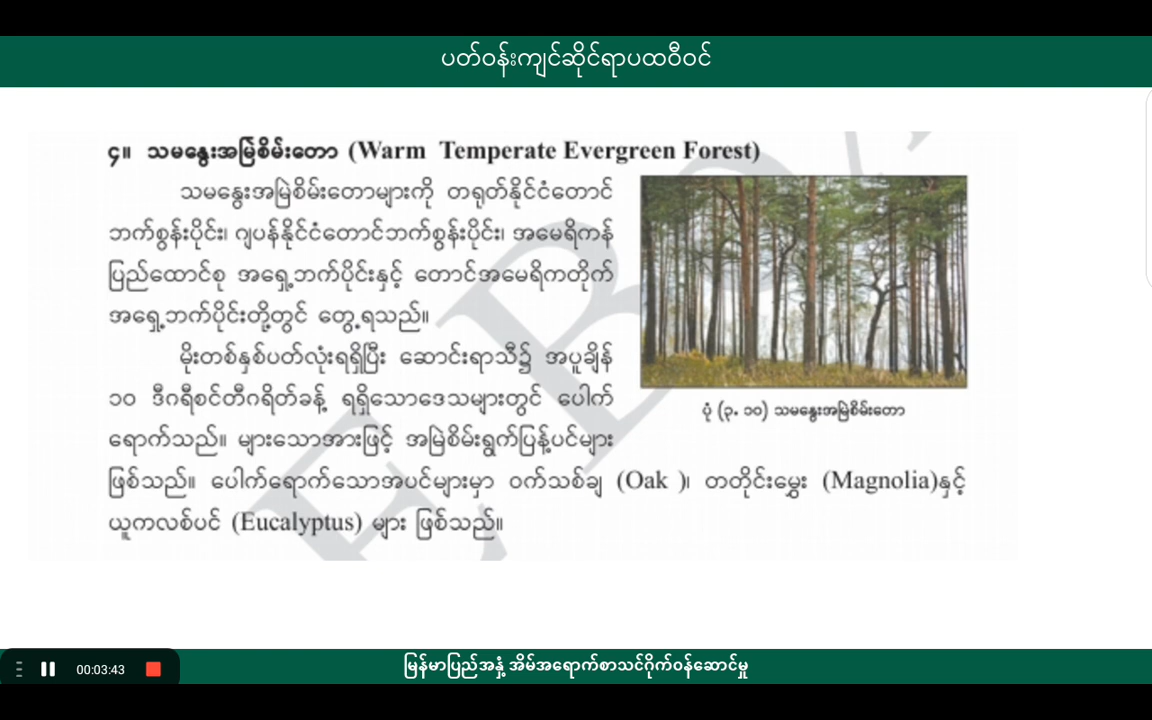 ပတ်ဝန်းကျင်ဆိုင်ရာပထဝီဝင်
၄။ သမနွေးအမြဲစိမ်းတော (Warm Temperate Evergreen Forest)
သမနွေးအမြဲစိမ်းတောများကို တရုတ်နိုင်ငံတောင်
ဘက်စွန်းပိုင်း၊ ဂျပန်နိုင်ငံတောင်ဘက်စွန်းပိုင်း၊ အမေရိကန်
ပြည်ထောင်စု အရှေ့ဘက်ပိုင်းနှင့် တောင်အမေရိကတိုက်
အရှေ့ဘက်ပိုင်းတို့တွင် တွေ့ရသည်။
မိုးတစ်နှစ်ပတ်လုံးရရှိပြီး ဆောင်းရာသီ၌ အပူချိန်
၁၀ ဒီဂရီစင်တီဂရိတ်ခန့် ရရှိသောဒေသများတွင် ပေါက်
ရောက်သည်။ များသောအားဖြင့် အမြဲစိမ်းရွက်ပြန့်ပင်များ
ဖြစ်သည်။ ပေါက်ရောက်သောအပင်များမှာ ဝက်သစ်ချ (Oak )၊ တတိုင်းမွှေး (Magnolia)နှင့်
ယူကလစ်ပင် (Eucalyptus) များ ဖြစ်သည်။
ပုံ (၃.၁၀) သမနွေးအမြဲစိမ်းတော
မြန်မာပြည်အနှံ့ အိမ်အရောက်စာသင်ဂိုက်ဝန်ဆောင်မှု
00:03:43